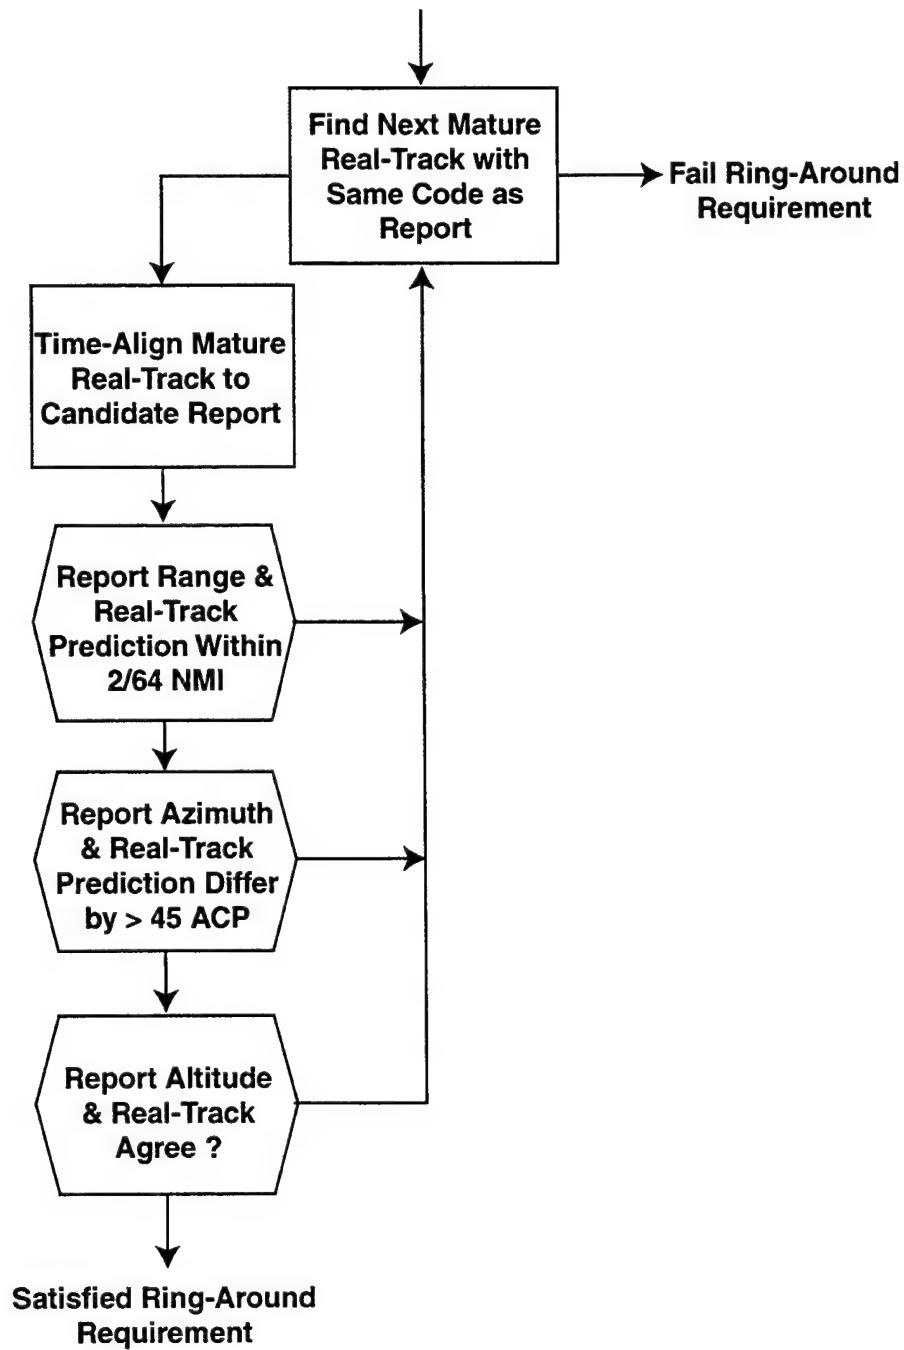 Find Next Mature
Real-Track with
Same Code as
Report
Fail Ring-Around
Requirement
Time-Align Mature
Real-Track to
Candidate Report
Report Range &
Real-Track
Prediction Within
2/64 NMI
Report Azimuth
& Real-Track
Prediction Differ
by > 45 ACP
Report Altitude
& Real-Track
Agree ?
Satisfied Ring-Around
Requirement